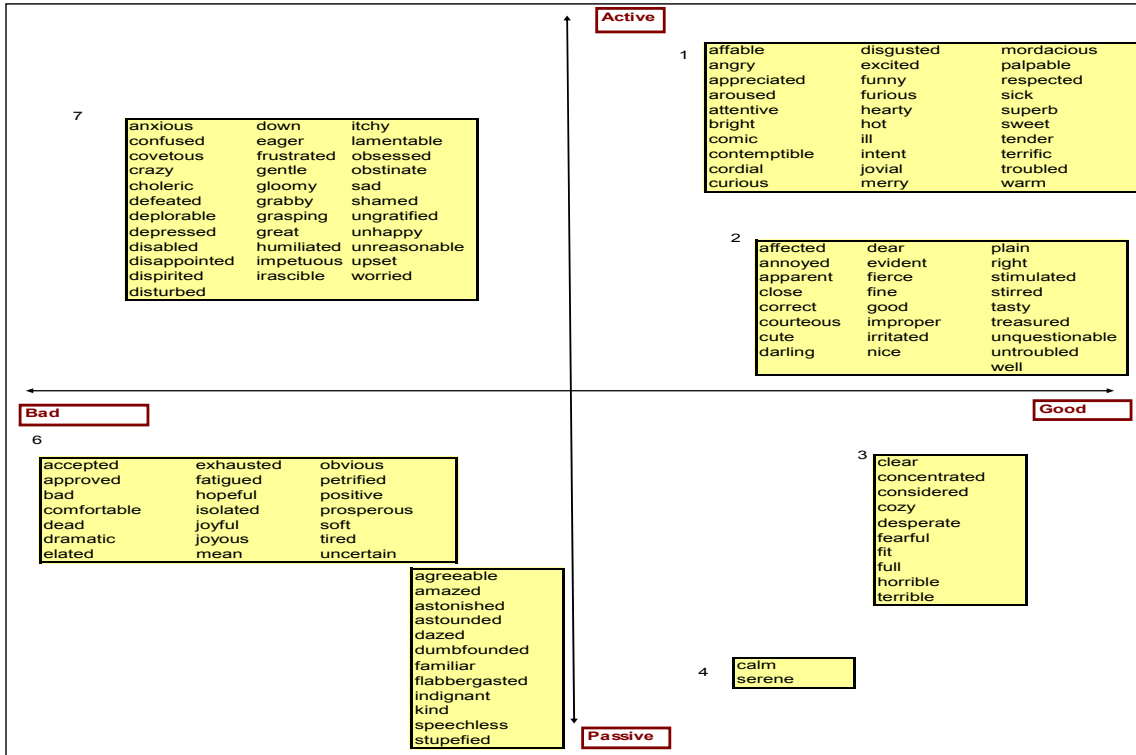 Active
1
affable disgusted mordacious
angry excited palpable
appreciated funny respected
aroused furious sick
attentive hearty superb
bright hot sweet
comic ill tender
contemptible intent terrific
cordial jovial troubled
curious merry warm
7
anxious down itchy
confused eager lamentable
covetous frustrated obsessed
crazy gentle obstinate
choleric gloomy sad
defeated grabby shamed
deplorable grasping ungratified
depressed great unhappy
disabled humiliated unreasonable
disappointed impetuous upset
dispirited irascible worried
disturbed
2
affected dear plain
annoyed evident right
apparent fierce stimulated
close fine stirred
correct good tasty
courteous improper treasured
cute irritated unquestionable
darling nice untroubled
well
Bad
Good
6
accepted exhausted obvious
approved fatigued petrified
bad hopeful positive
comfortable isolated prosperous
dead joyful soft
dramatic joyous tired
elated mean uncertain
3
clear
concentrated
considered
cozy
desperate
fearful
fit
full
horrible
terrible
agreeable
amazed
astonished
astounded
dazed
dumbfounded
familiar
flabbergasted
indignant
kind
speechless
stupefied
4
calm
serene
Passive